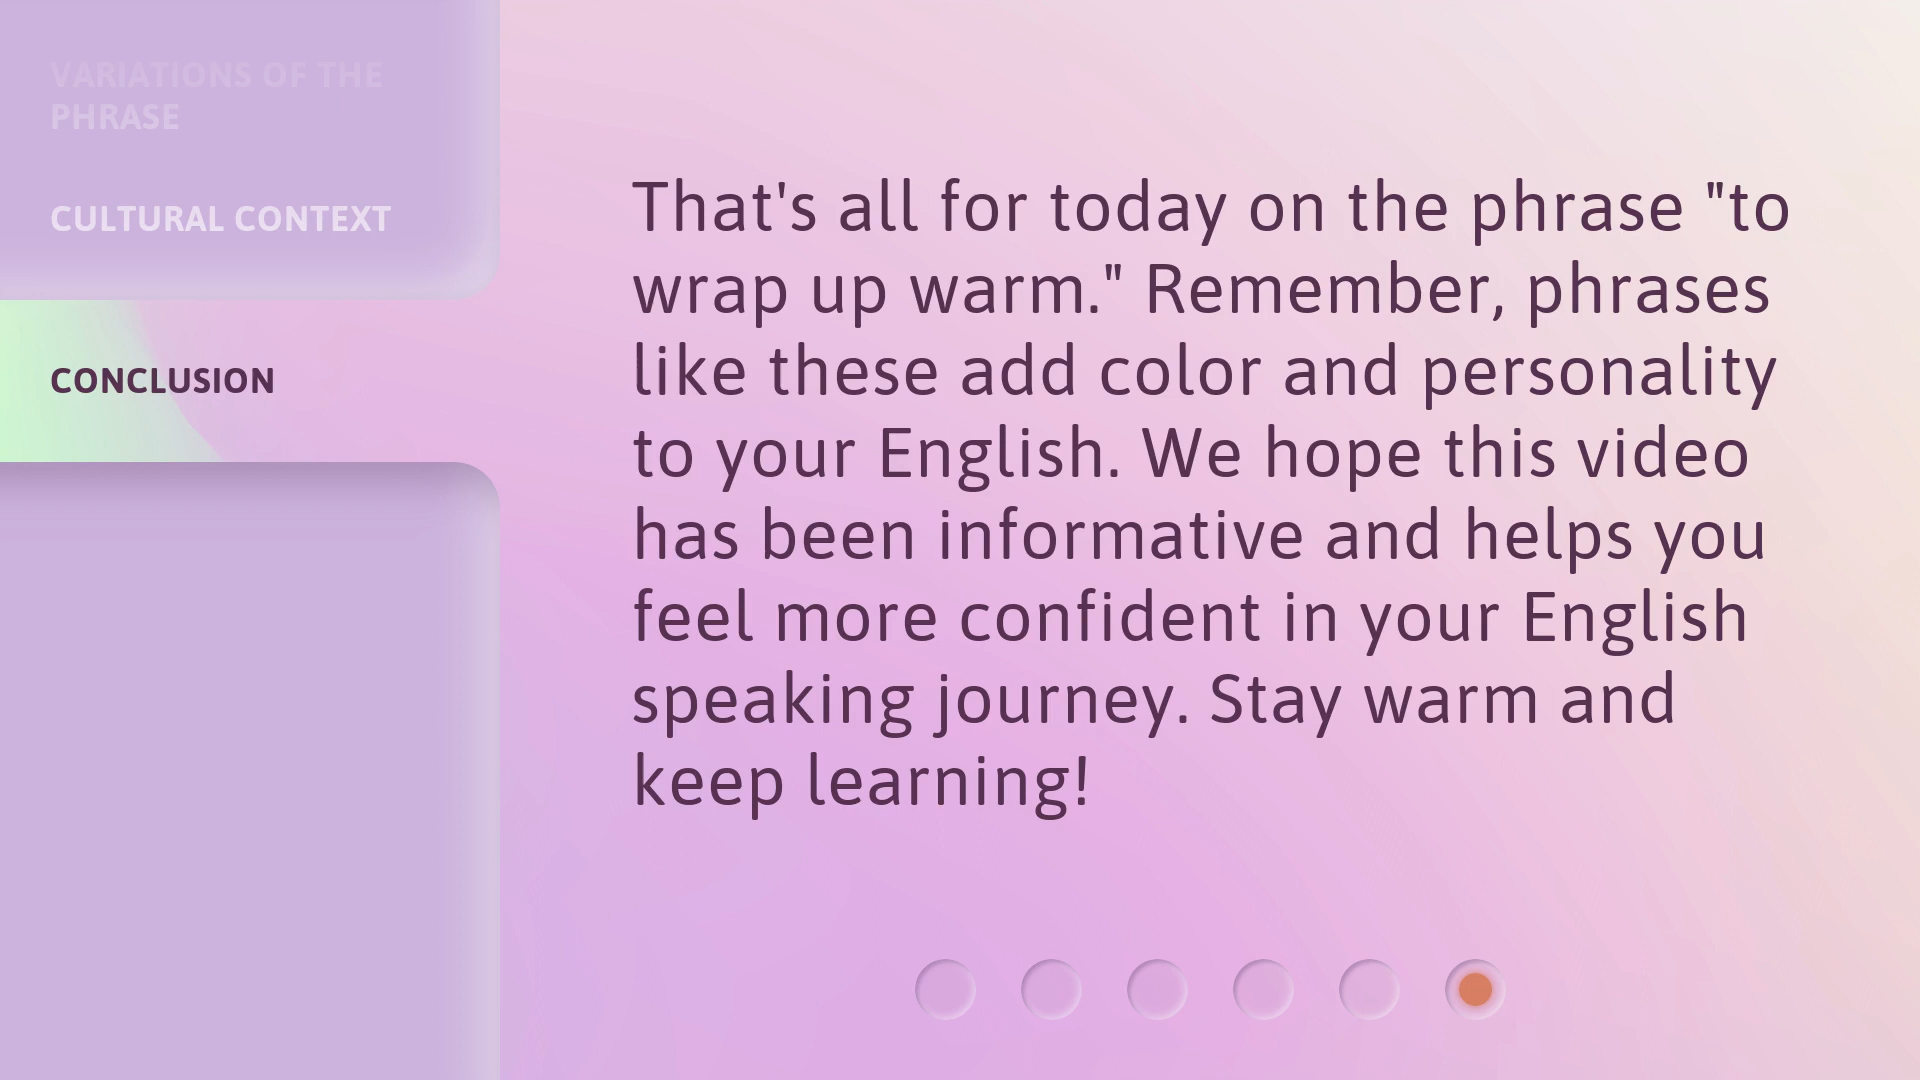 VARIATIONS OF THE
PHRASE
CULTURAL CONTEXT
CONCLUSION
That's all for today on the phrase "to
wrap up warm." Remember, phrases
like these add color and personality
to your English. We hope this video
has been informative and helps you
feel more confident in your English
speaking journey. Stay warm and
keep learning!